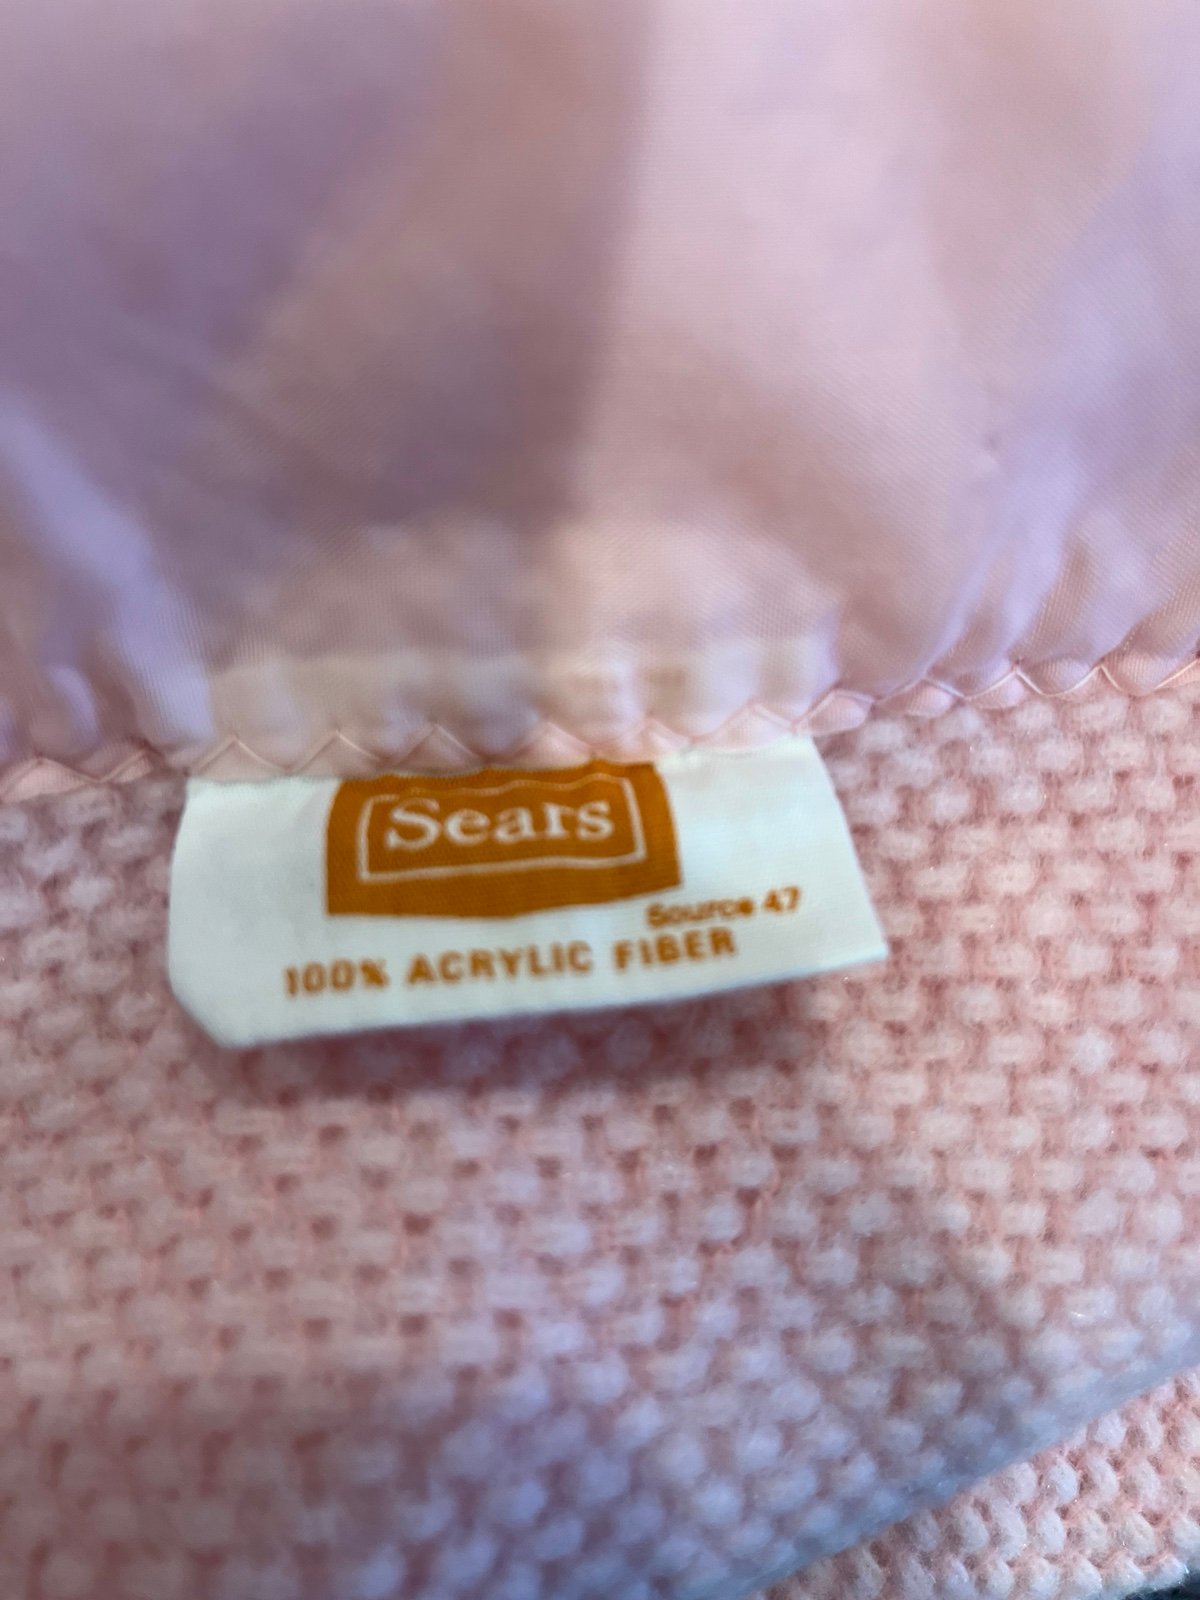 Sears
Source 47
100% ACRYLIC FIBER